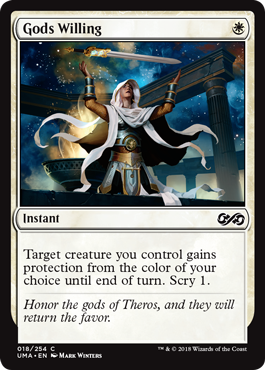 Gods Willing
Instant
Target creature you control gains
protection from the color of your
choice until end of turn. Scry 1.
Honor the gods of Theros, and they will
return the favor.
018/254 C
UMA • EN MARK WINTERS
™ & © 2018 Wizards of the Coast